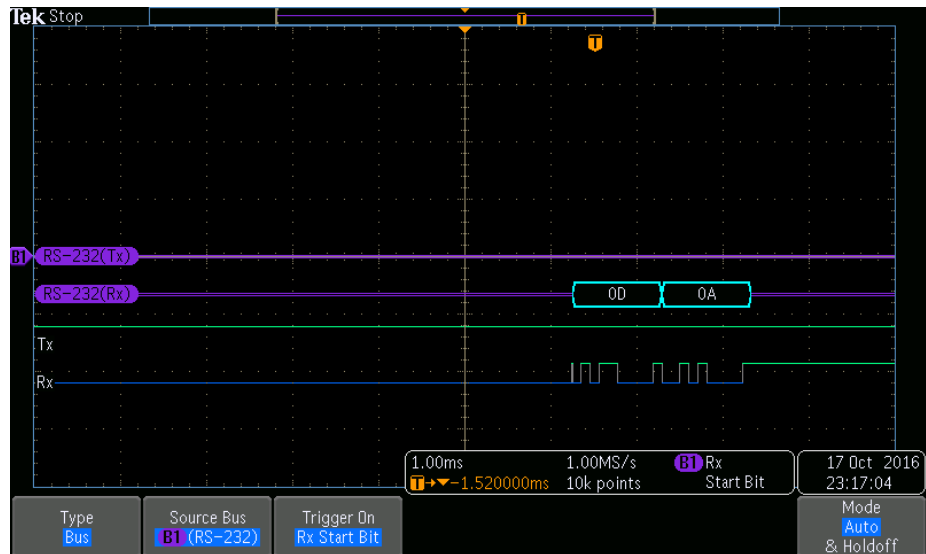 Tek Stop
T
T
B1 RS-232(Tx)
RS-232(Rx) 0D 0A
Tx
Rx
1.00ms 1.00MS/s B1 Rx
T→▼-1.520000ms 10k points Start Bit
17 Oct 2016
23:17:04
Type
Bus
Source Bus
B1 (RS-232)
Trigger On
Rx Start Bit
Mode
Auto
& Holdoff